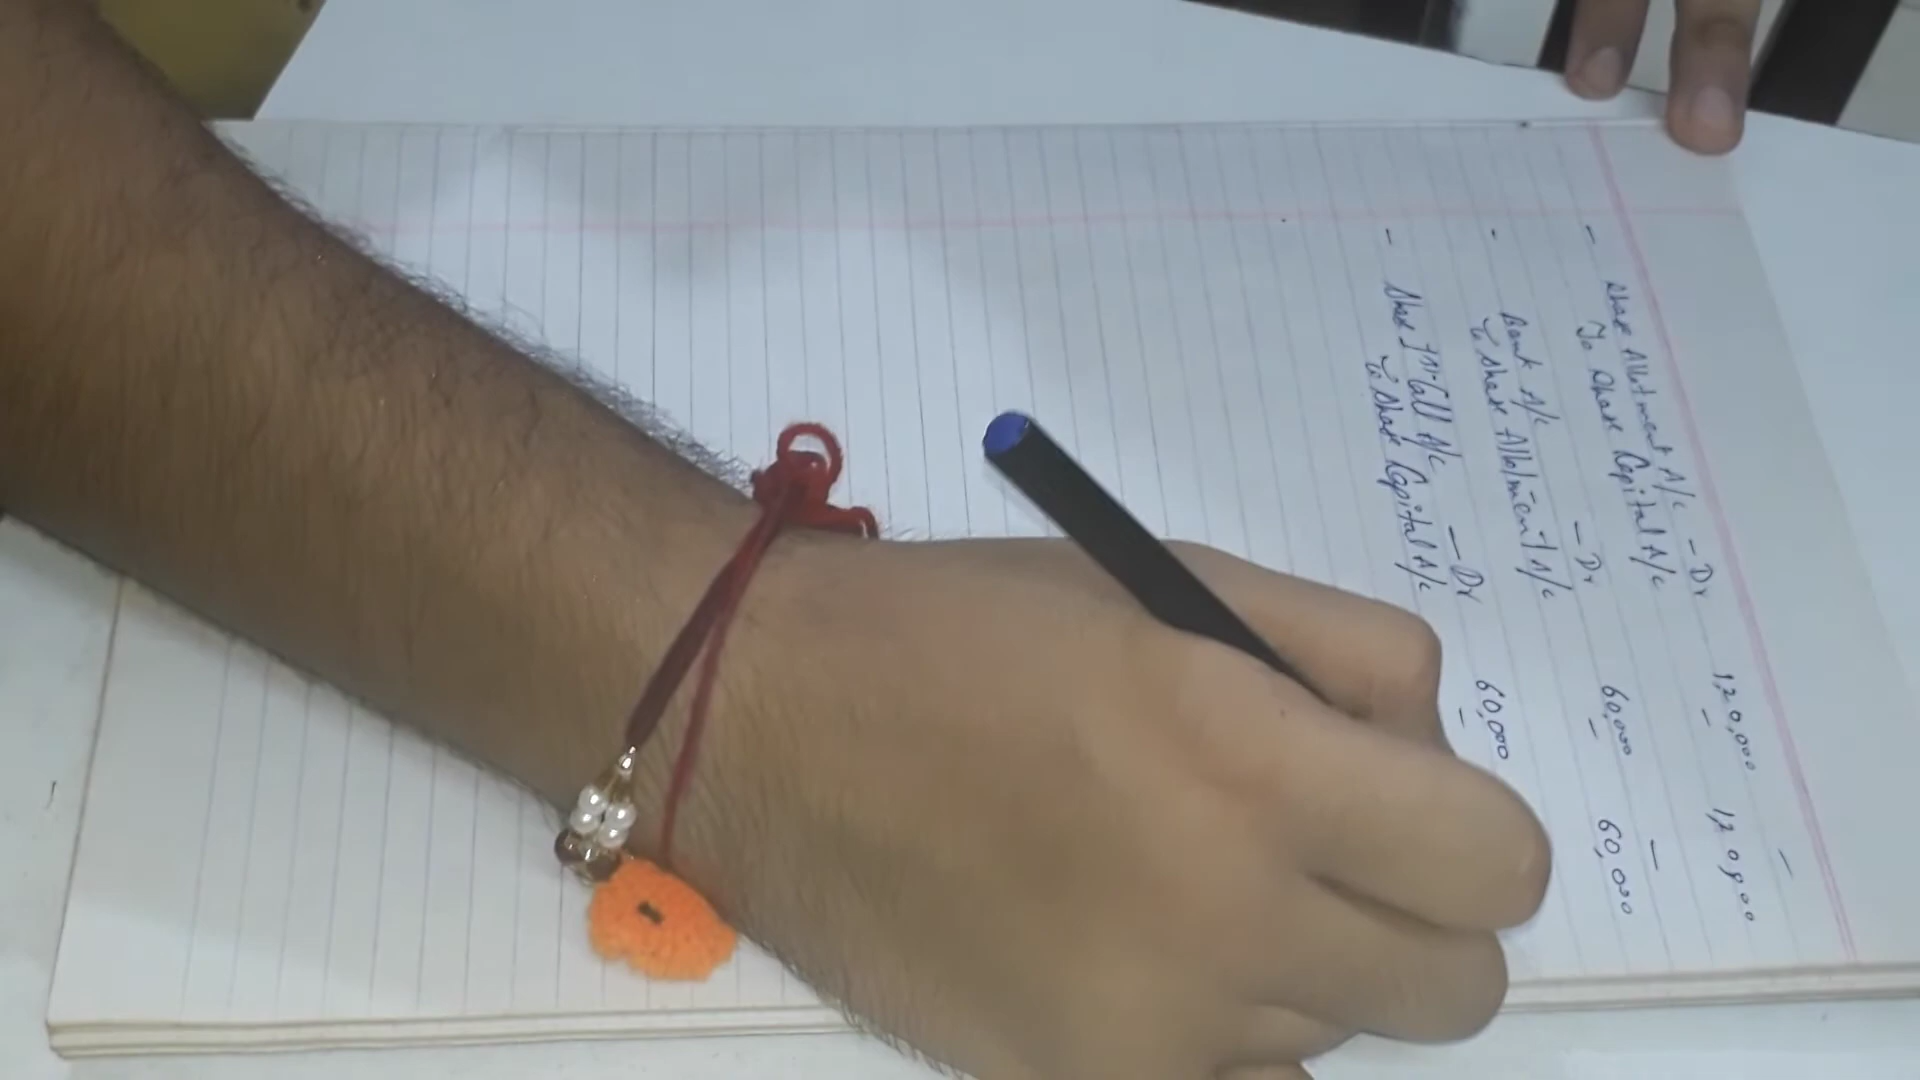 - Share Allotment A/c - Dr 1,20,000 -
To Share Capital A/c - 1,20,000
- Bank A/c - Dr 60,000 -
To Share Allotment A/c - 60,000
- Share 1st Call A/c - Dr 60,000
To Share Capital A/c -